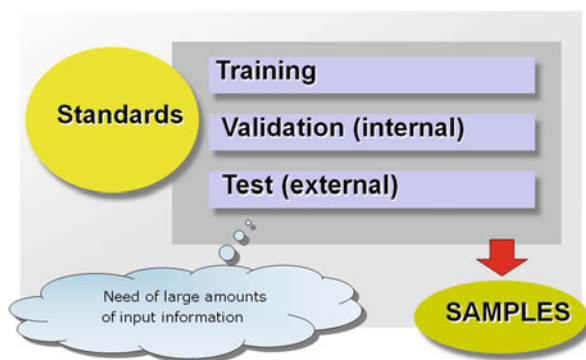 Standards
Training
Validation (internal)
Test (external)
Need of large amounts
of input information
SAMPLES